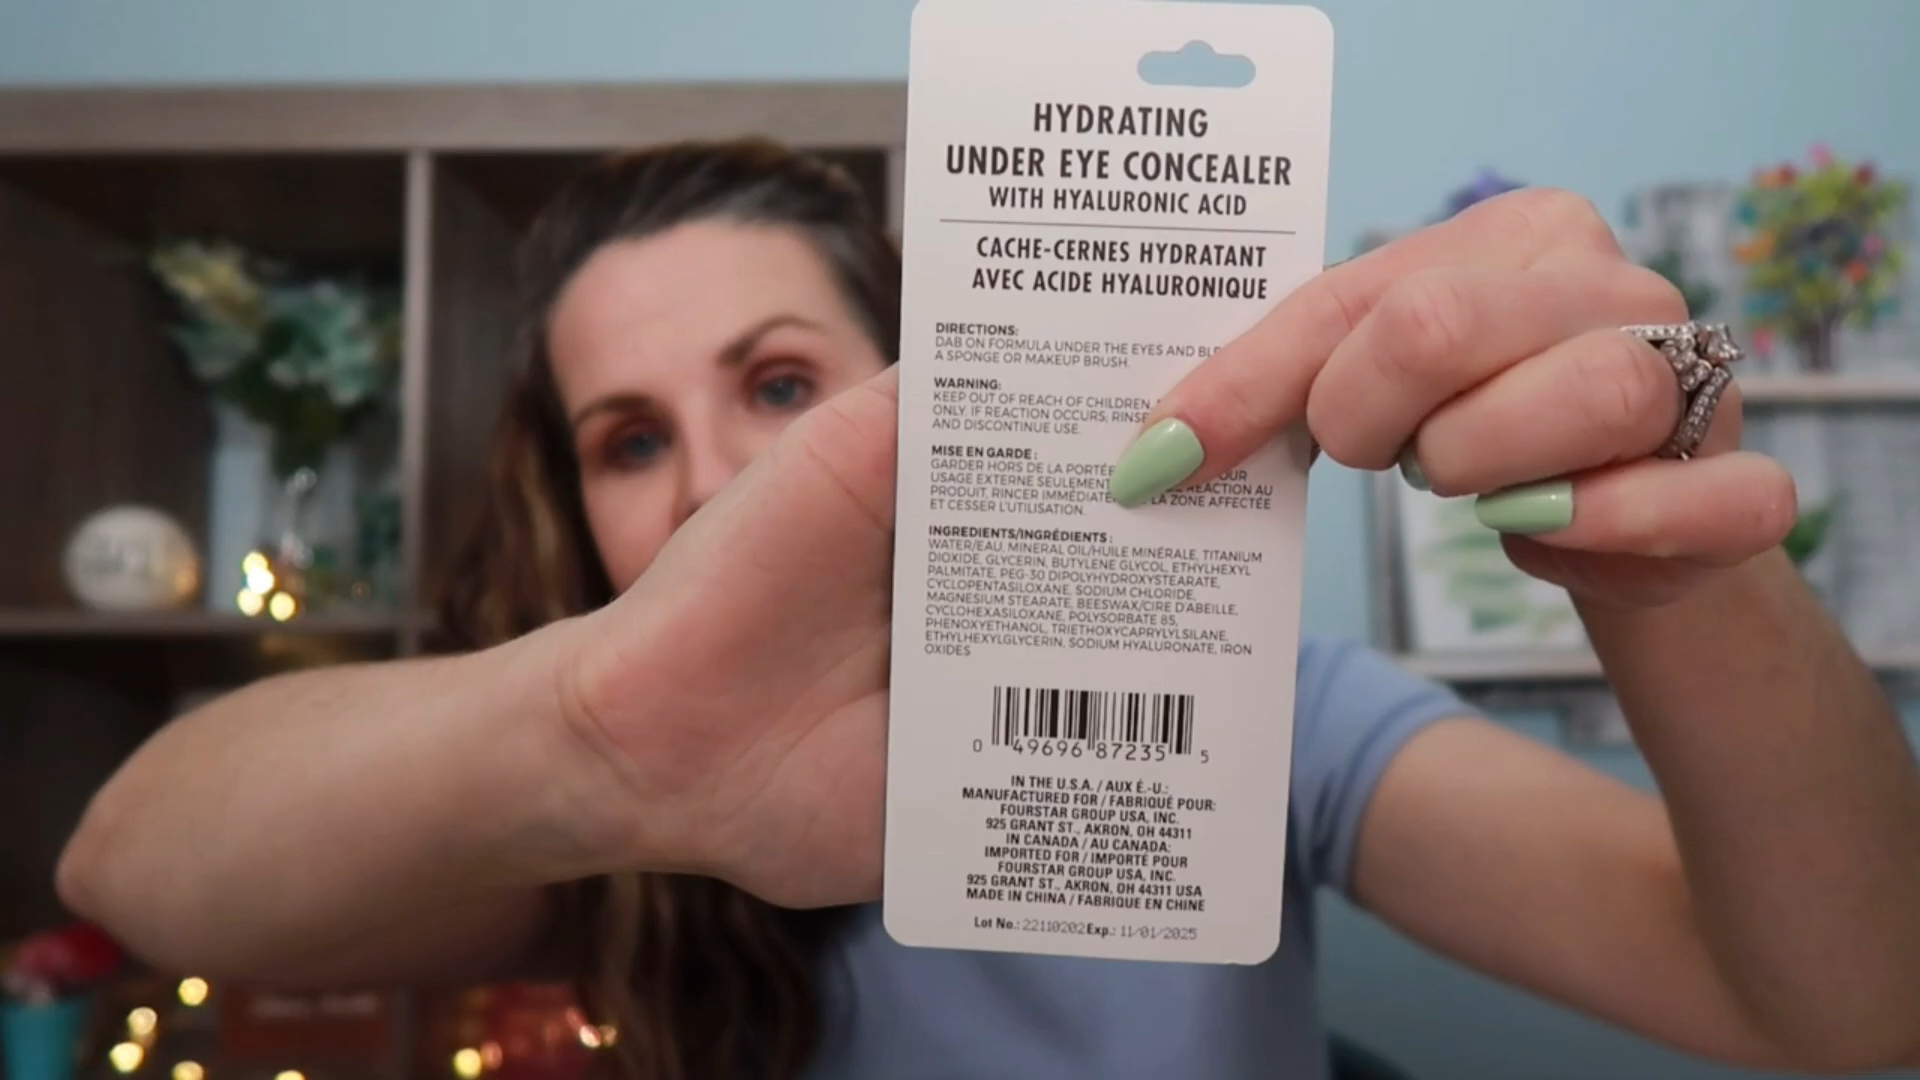 HYDRATING
UNDER EYE CONCEALER
WITH HYALURONIC ACID
CACHE-CERNES HYDRATANT
AVEC ACIDE HYALURONIQUE
DIRECTIONS:
DAB ON FORMULA UNDER THE EYES AND
A SPONGE OR MAKEUP BRUSH.
WARNING:
KEEP OUT OF REACH OF CHILDREN.
ONLY. IF REACTION OCCURS, RINSE
AND DISCONTINUE USE.
MISE EN GARDE :
GARDER HORS DE LA PORTÉE
USAGE EXTERNE SEULEMENT RÉACTION AU
PRODUIT, RINCER LA ZONE AFFECTÉE
ET CESSER L'UTILISATION.
INGREDIENTS/INGRÉDIENTS :
WATER/EAU, MINERAL OIL/HUILE MINÉRALE, TITANIUM
DIOXIDE, GLYCERIN, BUTYLENE GLYCOL, ETHYLHEXYL
PALMITATE, PEG-30 DIPOLYHYDROXYSTEARATE,
CYCLOPENTASILOXANE, SODIUM CHLORIDE,
MAGNESIUM STEARATE, BEESWAX/CIRE D'ABEILLE,
CYCLOHEXASILOXANE, POLYSORBATE 85,
PHENOXYETHANOL, TRIETHOXYCAPRYLYLSILANE,
ETHYLHEXYLGLYCERIN, SODIUM HYALURONATE, IRON
OXIDES
0 49696 87235 5
IN THE U.S.A. / AUX É.-U.:
MANUFACTURED FOR / FABRIQUÉ POUR:
FOURSTAR GROUP USA, INC.
925 GRANT ST., AKRON, OH 44311
IN CANADA / AU CANADA:
IMPORTED FOR / IMPORTÉ POUR
FOURSTAR GROUP USA, INC.
925 GRANT ST., AKRON, OH 44311 USA
MADE IN CHINA / FABRIQUE EN CHINE
Lot No.: 22110202 Exp.: 11/01/2025